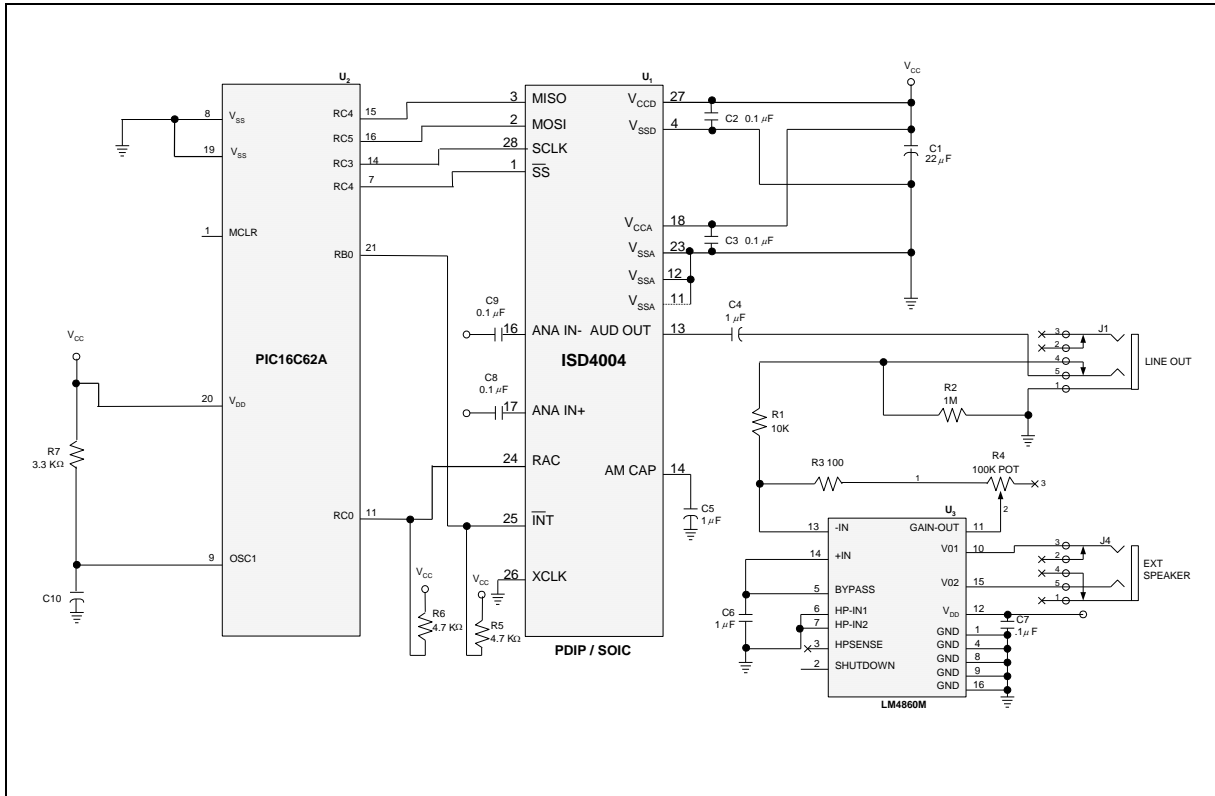 U2
PIC16C62A
8 VSS
19 VSS
1 MCLR
20 VDD
9 OSC1
RC4 15
RC5 16
RC3 14
RC4 7
RB0 21
RC0 11
VCC
R7
3.3 KΩ
C10
VCC
R6
4.7 KΩ
VCC
R5
4.7 KΩ
U1
ISD4004
PDIP / SOIC
3 MISO
2 MOSI
28 SCLK
1 SS
C9
0.1 µF
16 ANA IN-
C8
0.1 µF
17 ANA IN+
24 RAC
25 INT
26 XCLK
VCCD 27
VSSD 4
VCCA 18
VSSA 23
VSSA 12
VSSA 11
AUD OUT 13
AM CAP 14
C2 0.1 µF
C3 0.1 µF
VCC
C1
22 µF
C4
1 µF
C5
1 µF
J1
3
2
4
5
1
LINE OUT
R2
1M
R1
10K
R3 100
1
R4
100K POT
3
2
U3
LM4860M
13 -IN
14 +IN
5 BYPASS
6 HP-IN1
7 HP-IN2
3 HPSENSE
2 SHUTDOWN
C6
1 µF
GAIN-OUT 11
V01 10
V02 15
VDD 12
GND 1
GND 4
GND 8
GND 9
GND 16
C7
.1 µF
J4
3
2
4
5
1
EXT
SPEAKER